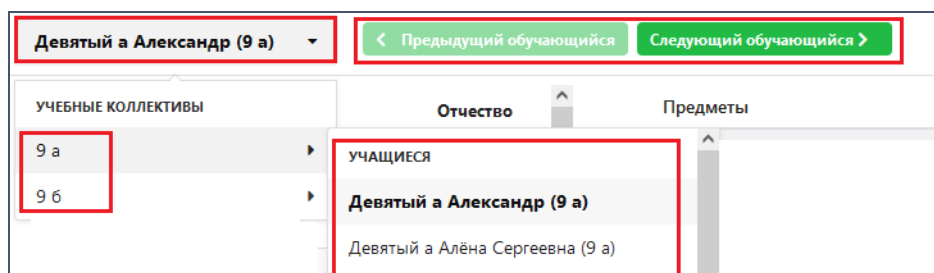 Девятый а Александр (9 а)
Предыдущий обучающийся
Следующий обучающийся
УЧЕБНЫЕ КОЛЛЕКТИВЫ
Отчество
Предметы
9 а
9 б
УЧАЩИЕСЯ
Девятый а Александр (9 а)
Девятый а Алёна Сергеевна (9 а)